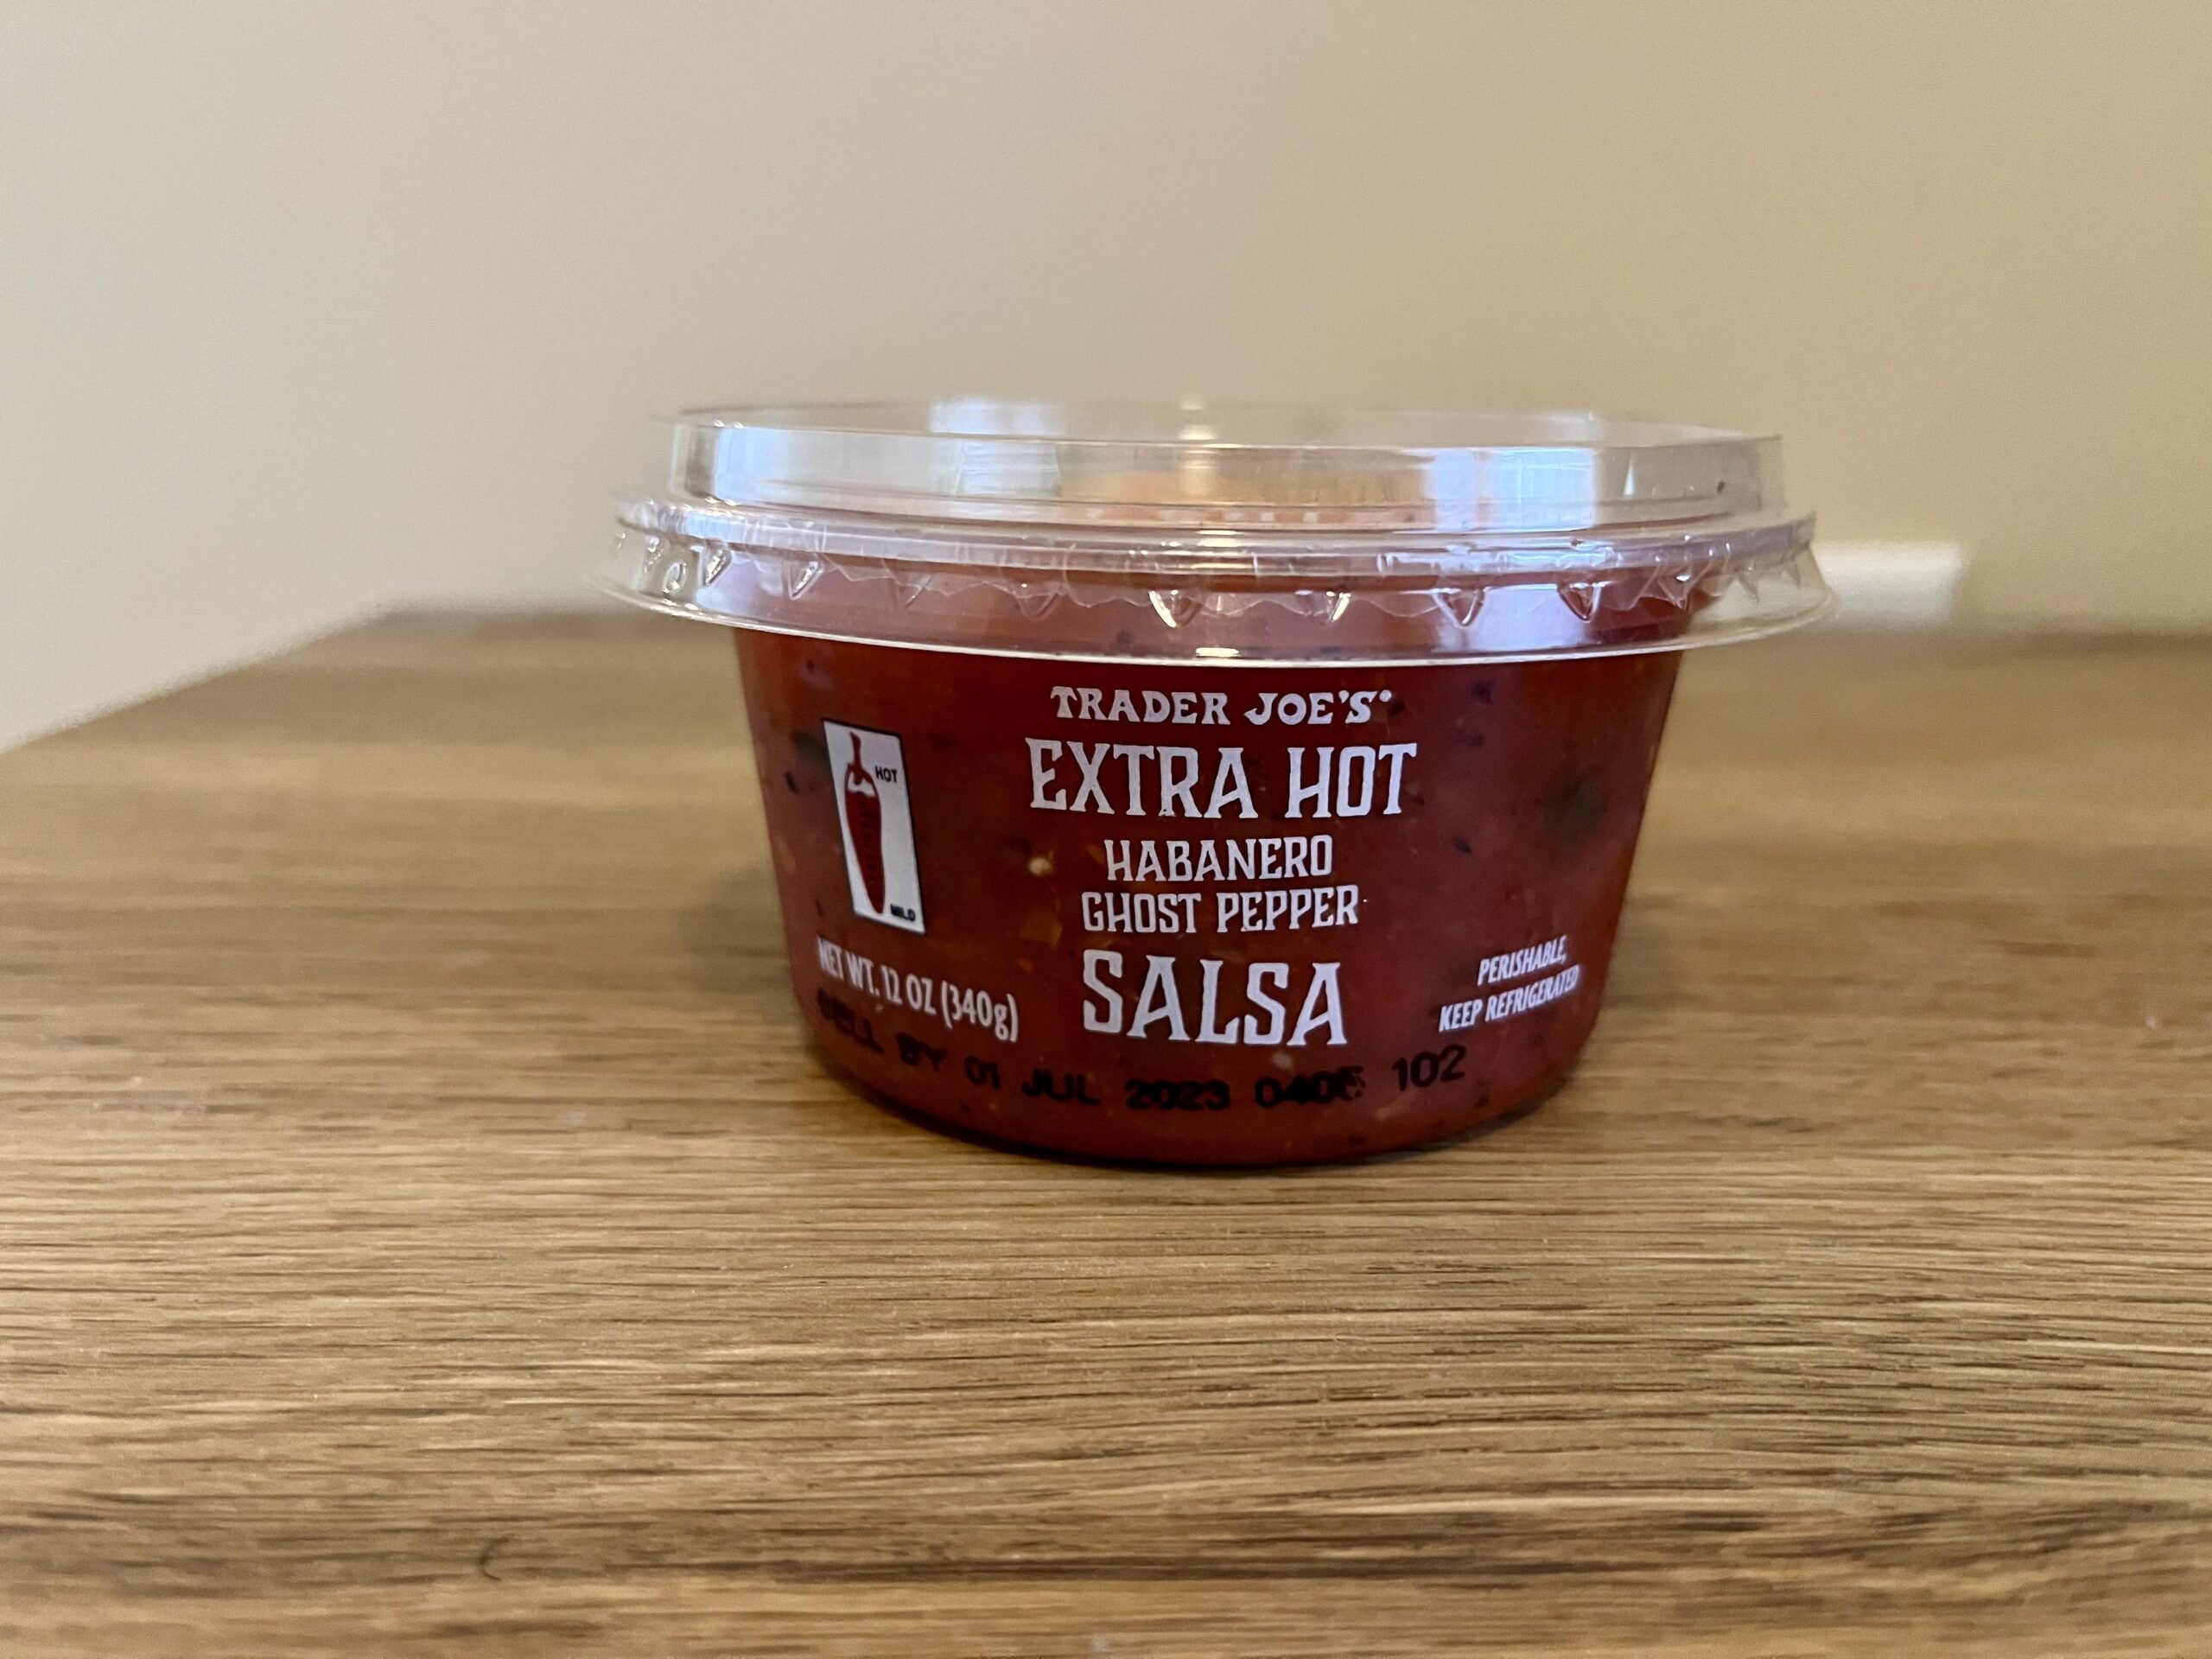 TRADER JOE'S®
EXTRA HOT
HABANERO
GHOST PEPPER
SALSA
HOT
MILD
NET WT. 12 OZ (340g)
PERISHABLE,
KEEP REFRIGERATED
SELL BY 01 JUL 2023 0405 102